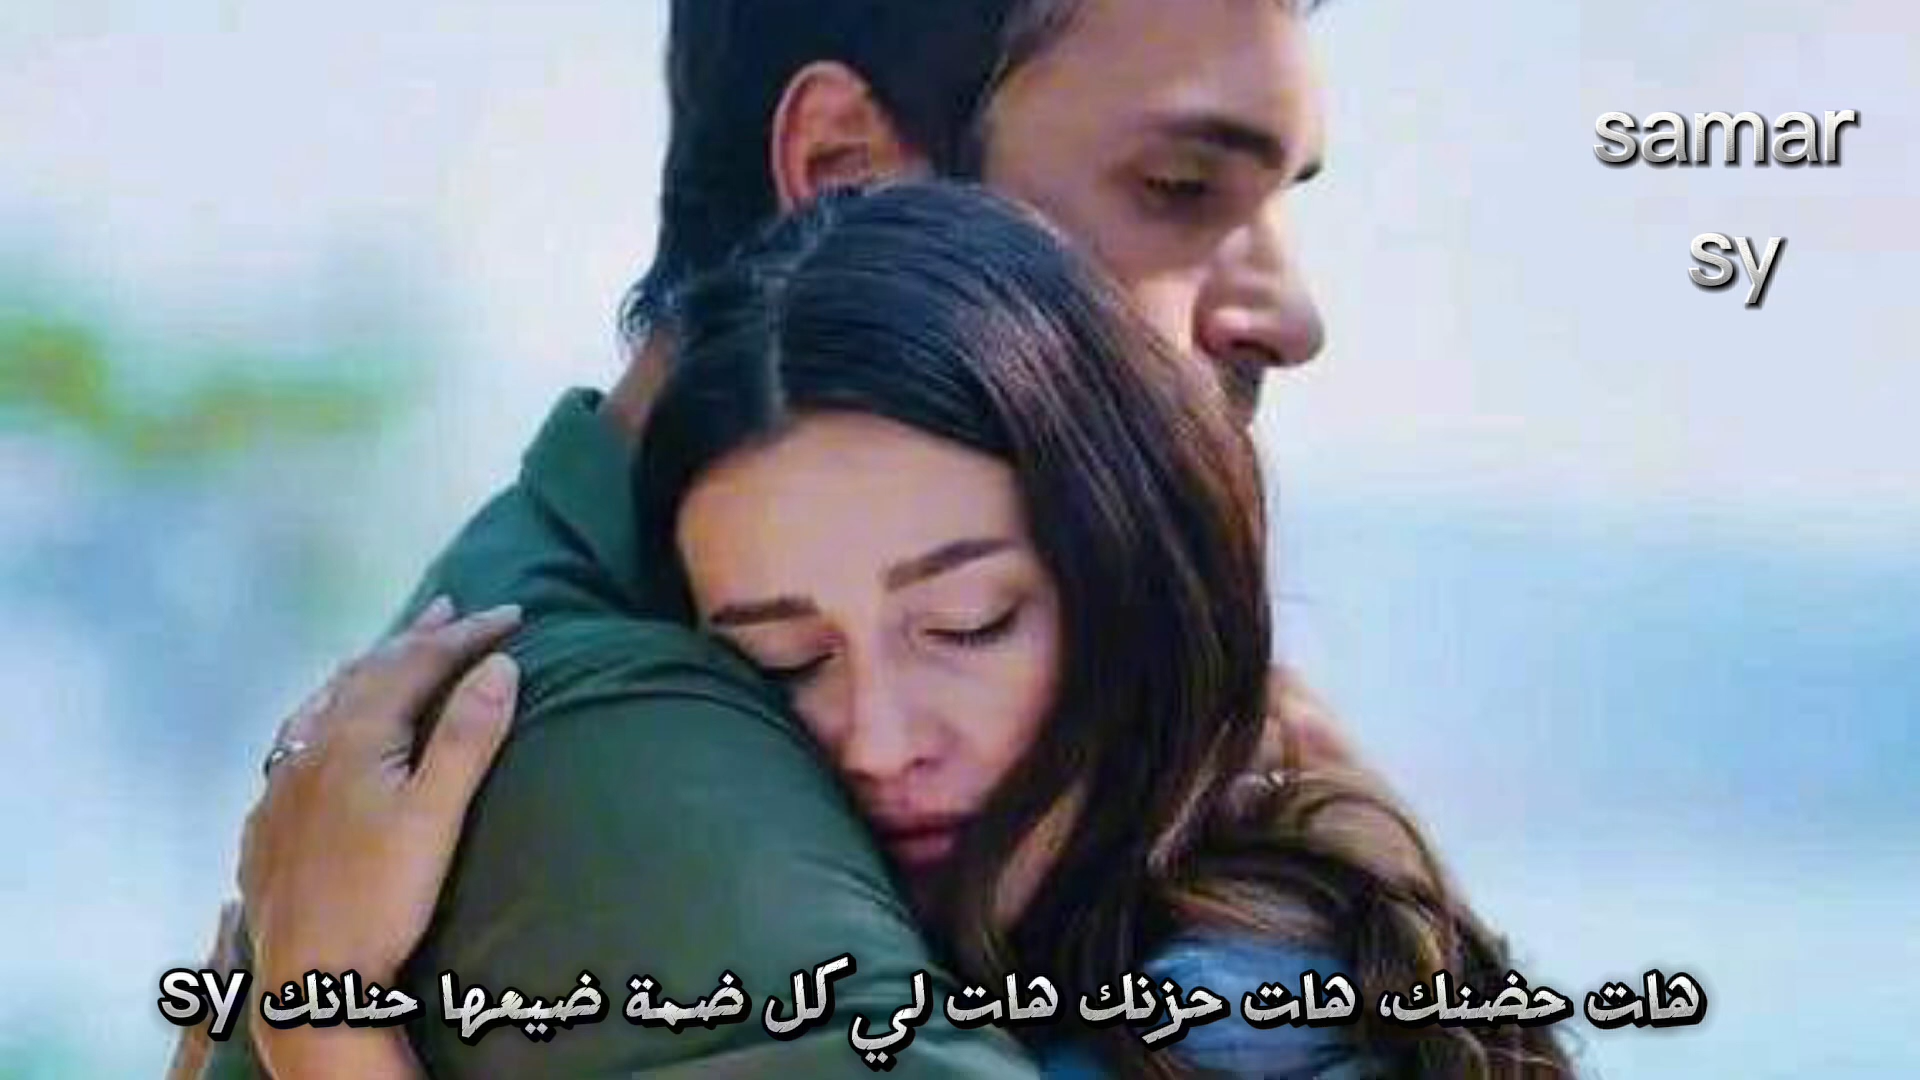 samar
sy
هات حضنك، هات حزنك هات لي كل ضمة ضيعها حنانك sy